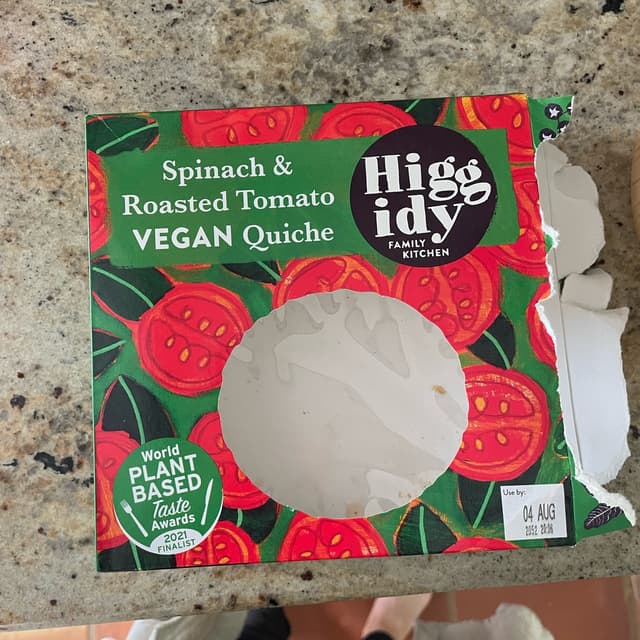 Spinach &
Roasted Tomato
VEGAN Quiche
Higg
idy
FAMILY
KITCHEN
World
PLANT
BASED
Taste
Awards
2021
FINALIST
Use by:
04 AUG